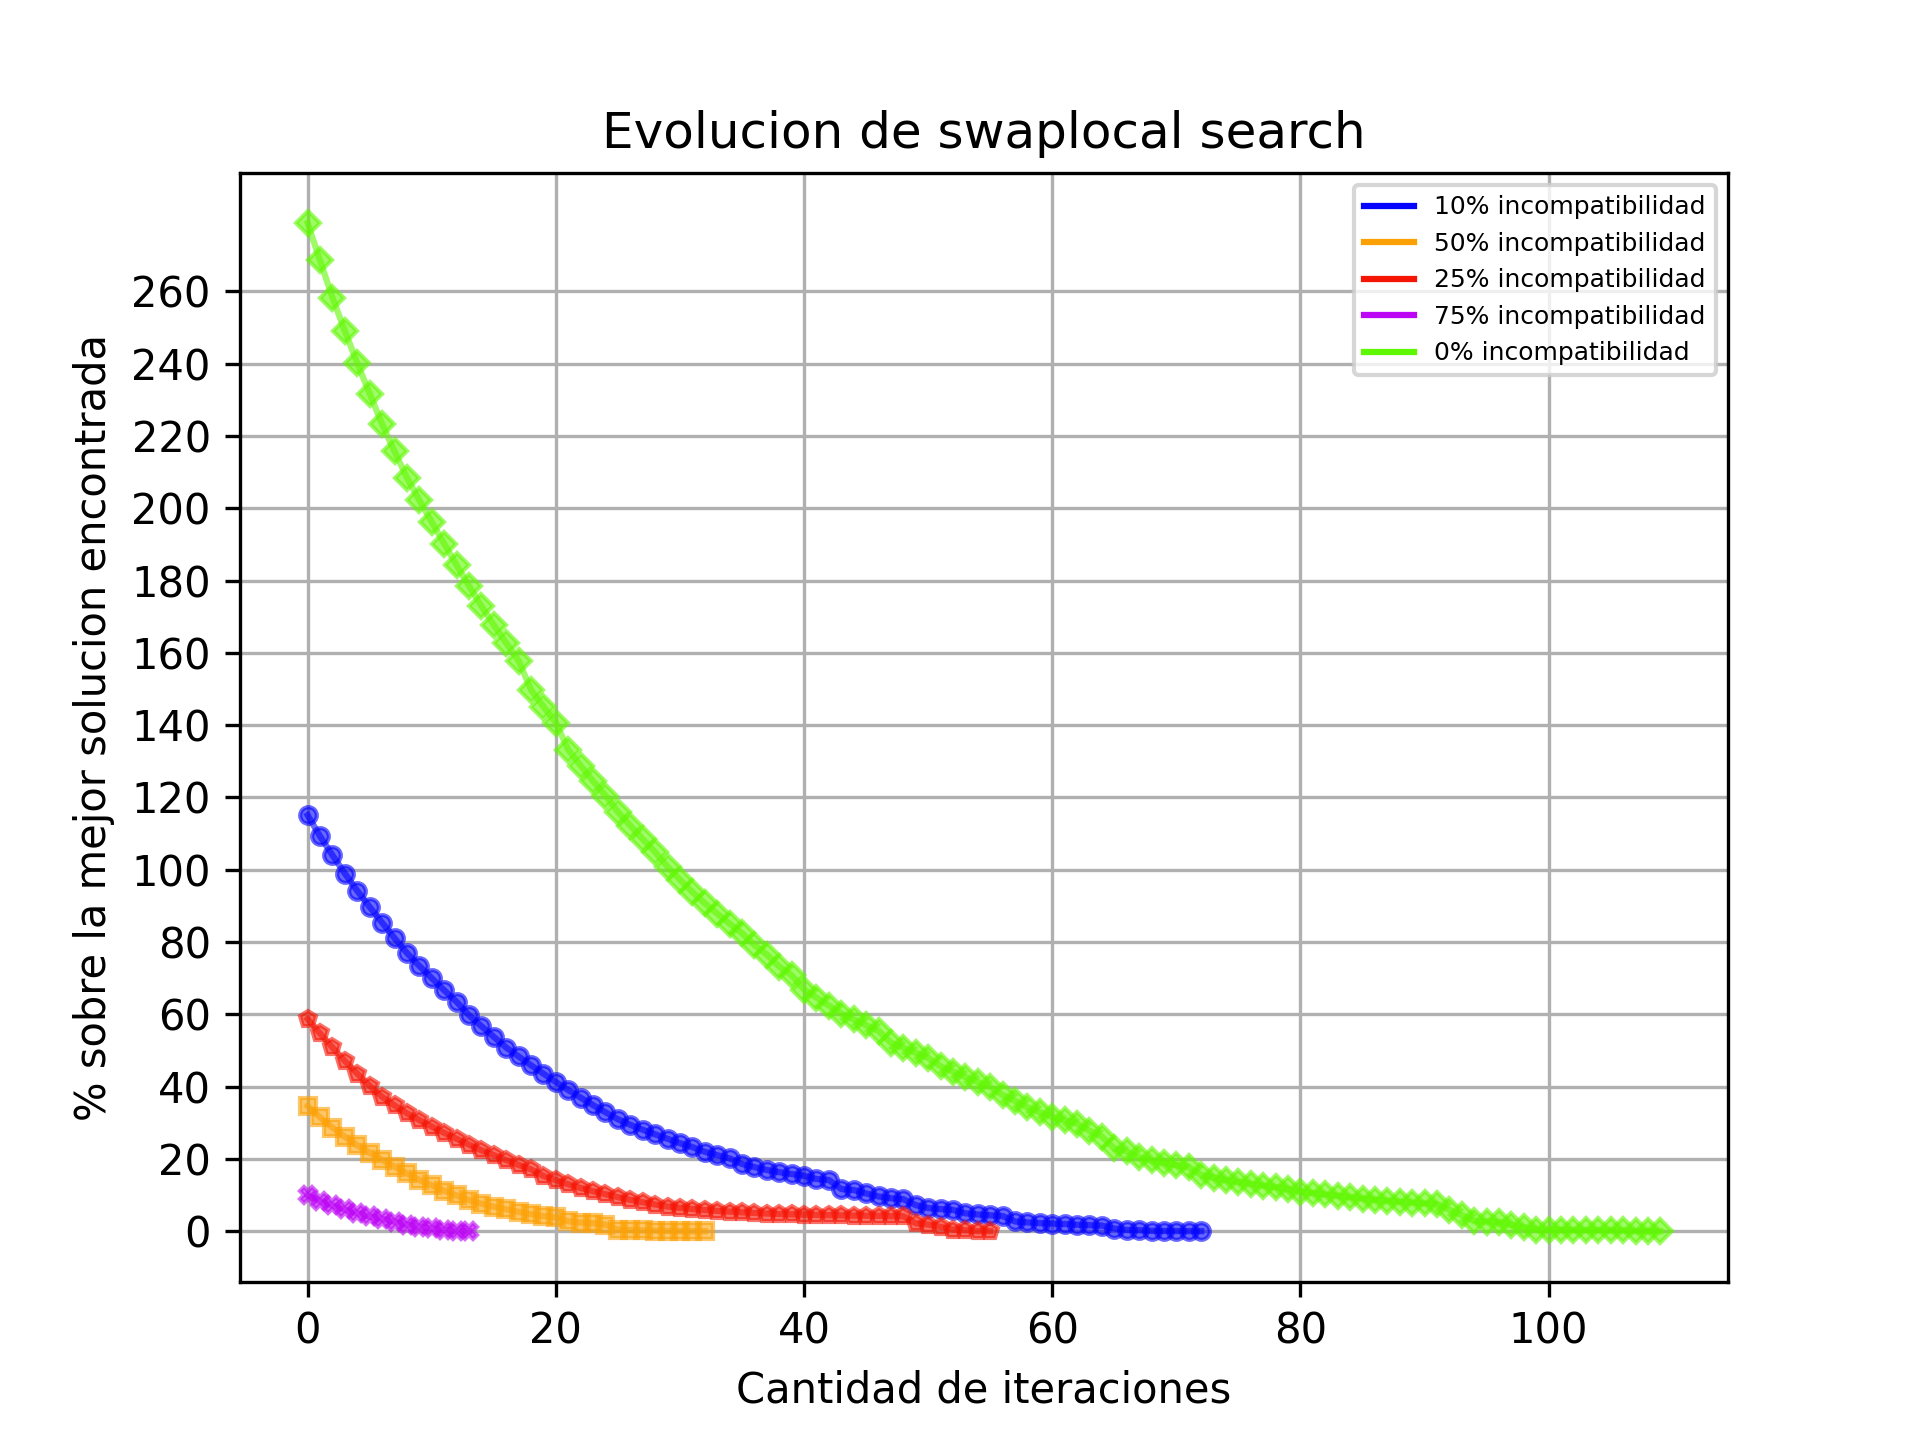 Evolucion de swaplocal search
10% incompatibilidad
50% incompatibilidad
25% incompatibilidad
75% incompatibilidad
0% incompatibilidad
% sobre la mejor solucion encontrada
260
240
220
200
180
160
140
120
100
80
60
40
20
0
0 20 40 60 80 100
Cantidad de iteraciones